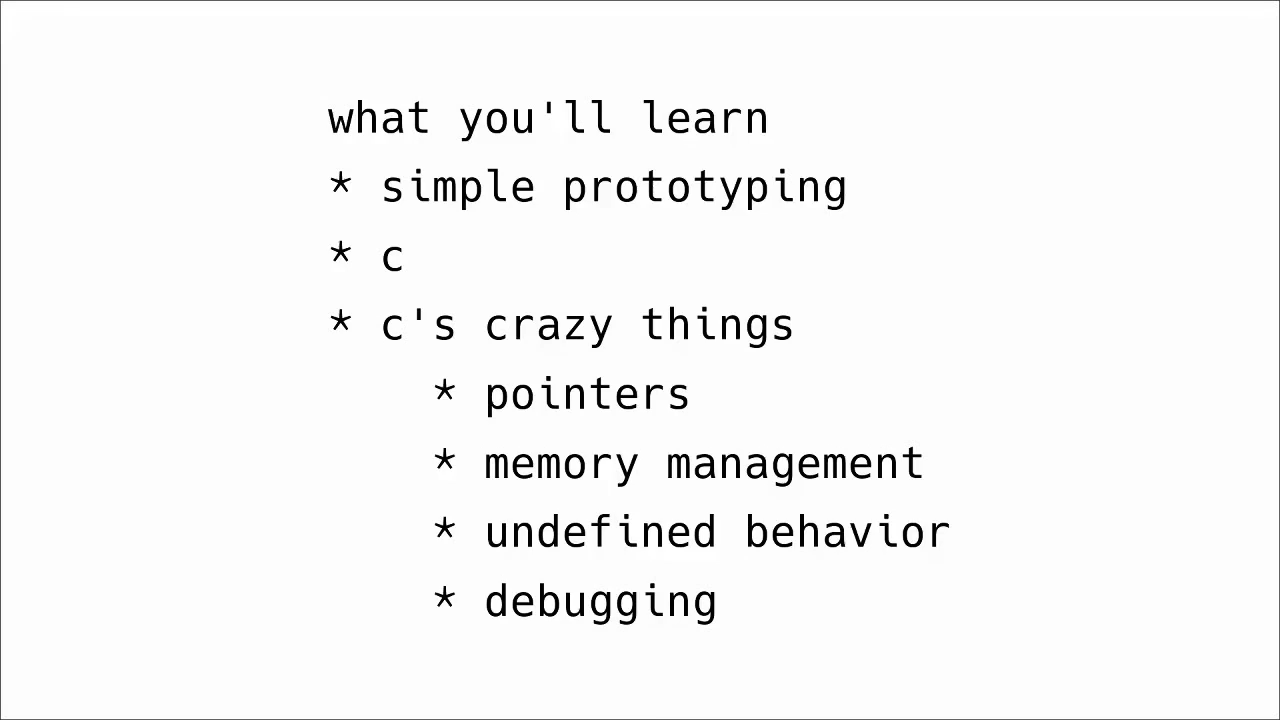 what you'll learn
* simple prototyping
* c
* c's crazy things
* pointers
* memory management
* undefined behavior
* debugging